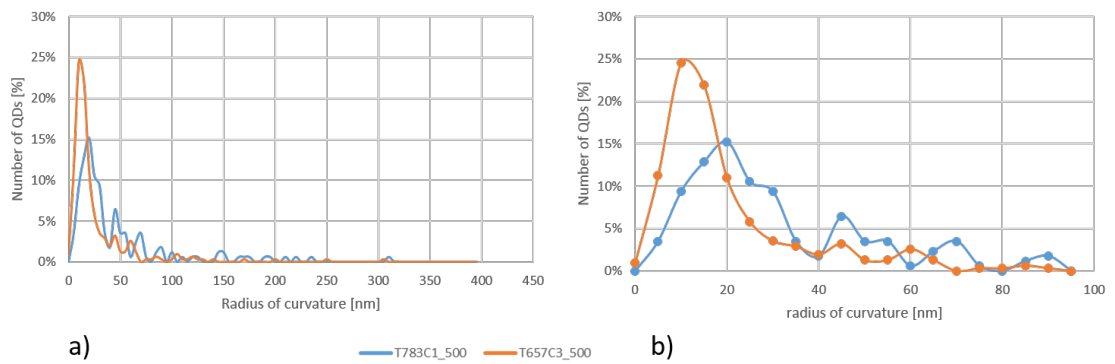 30%
25%
20%
15%
10%
5%
0%
Number of QDs [%]
0 50 100 150 200 250 300 350 400 450
Radius of curvature [nm]
a)
30%
25%
20%
15%
10%
5%
0%
Number of QDs [%]
0 20 40 60 80 100
radius of curvature [nm]
b)
T783C1_500 T657C3_500